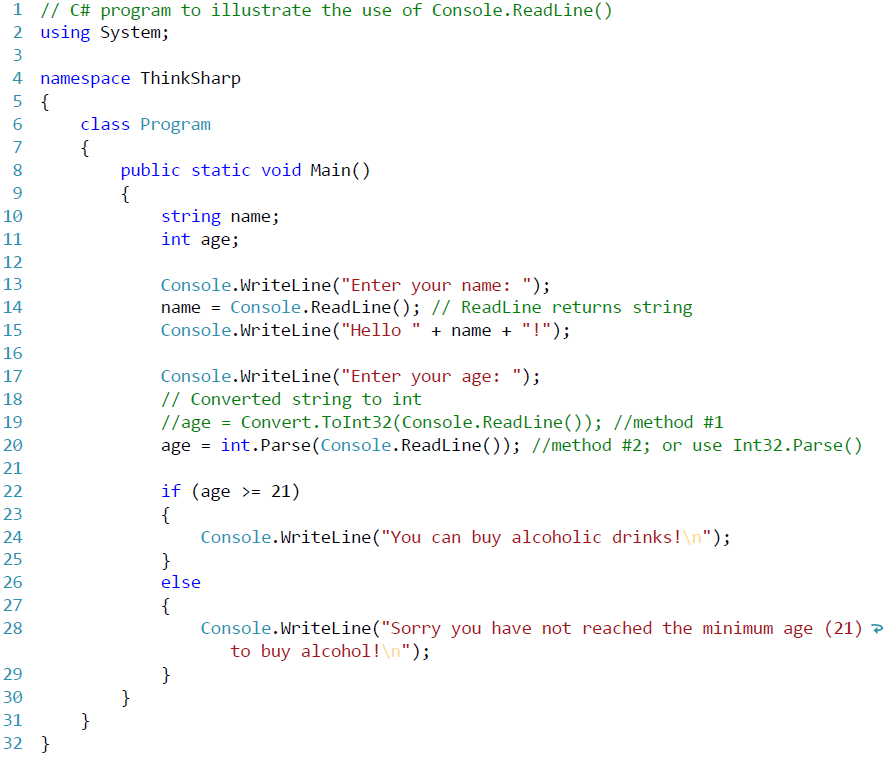 1 // C# program to illustrate the use of Console.ReadLine()
2 using System;
3
4 namespace ThinkSharp
5 {
6     class Program
7     {
8         public static void Main()
9         {
10             string name;
11             int age;
12
13             Console.WriteLine("Enter your name: ");
14             name = Console.ReadLine(); // ReadLine returns string
15             Console.WriteLine("Hello " + name + "!");
16
17             Console.WriteLine("Enter your age: ");
18             // Converted string to int
19             //age = Convert.ToInt32(Console.ReadLine()); //method #1
20             age = int.Parse(Console.ReadLine()); //method #2; or use Int32.Parse()
21
22             if (age >= 21)
23             {
24                 Console.WriteLine("You can buy alcoholic drinks!\n");
25             }
26             else
27             {
28                 Console.WriteLine("Sorry you have not reached the minimum age (21)
                    to buy alcohol!\n");
29             }
30         }
31     }
32 }